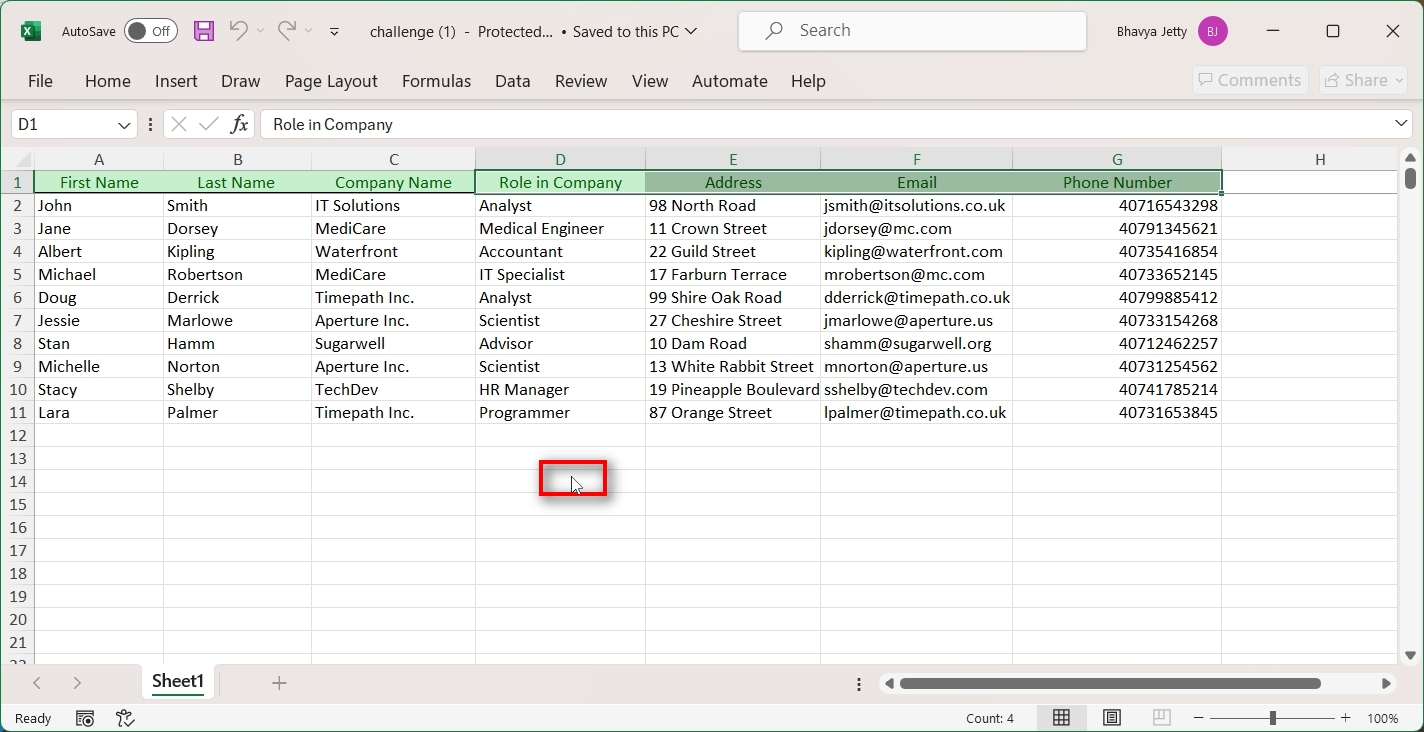 AutoSave Off challenge (1) - Protected... • Saved to this PC Search Bhavya Jetty BJ
File Home Insert Draw Page Layout Formulas Data Review View Automate Help Comments Share
D1 fx Role in Company
A B C D E F G H
1 First Name Last Name Company Name Role in Company Address Email Phone Number
2 John Smith IT Solutions Analyst 98 North Road jsmith@itsolutions.co.uk 40716543298
3 Jane Dorsey MediCare Medical Engineer 11 Crown Street jdorsey@mc.com 40791345621
4 Albert Kipling Waterfront Accountant 22 Guild Street kipling@waterfront.com 40735416854
5 Michael Robertson MediCare IT Specialist 17 Farburn Terrace mrobertson@mc.com 40733652145
6 Doug Derrick Timepath Inc. Analyst 99 Shire Oak Road dderrick@timepath.co.uk 40799885412
7 Jessie Marlowe Aperture Inc. Scientist 27 Cheshire Street jmarlowe@aperture.us 40733154268
8 Stan Hamm Sugarwell Advisor 10 Dam Road shamm@sugarwell.org 40712462257
9 Michelle Norton Aperture Inc. Scientist 13 White Rabbit Street mnorton@aperture.us 40731254562
10 Stacy Shelby TechDev HR Manager 19 Pineapple Boulevard sshelby@techdev.com 40741785214
11 Lara Palmer Timepath Inc. Programmer 87 Orange Street lpalmer@timepath.co.uk 40731653845
12
13
14
15
16
17
18
19
20
21
Sheet1
Ready Count: 4 100%